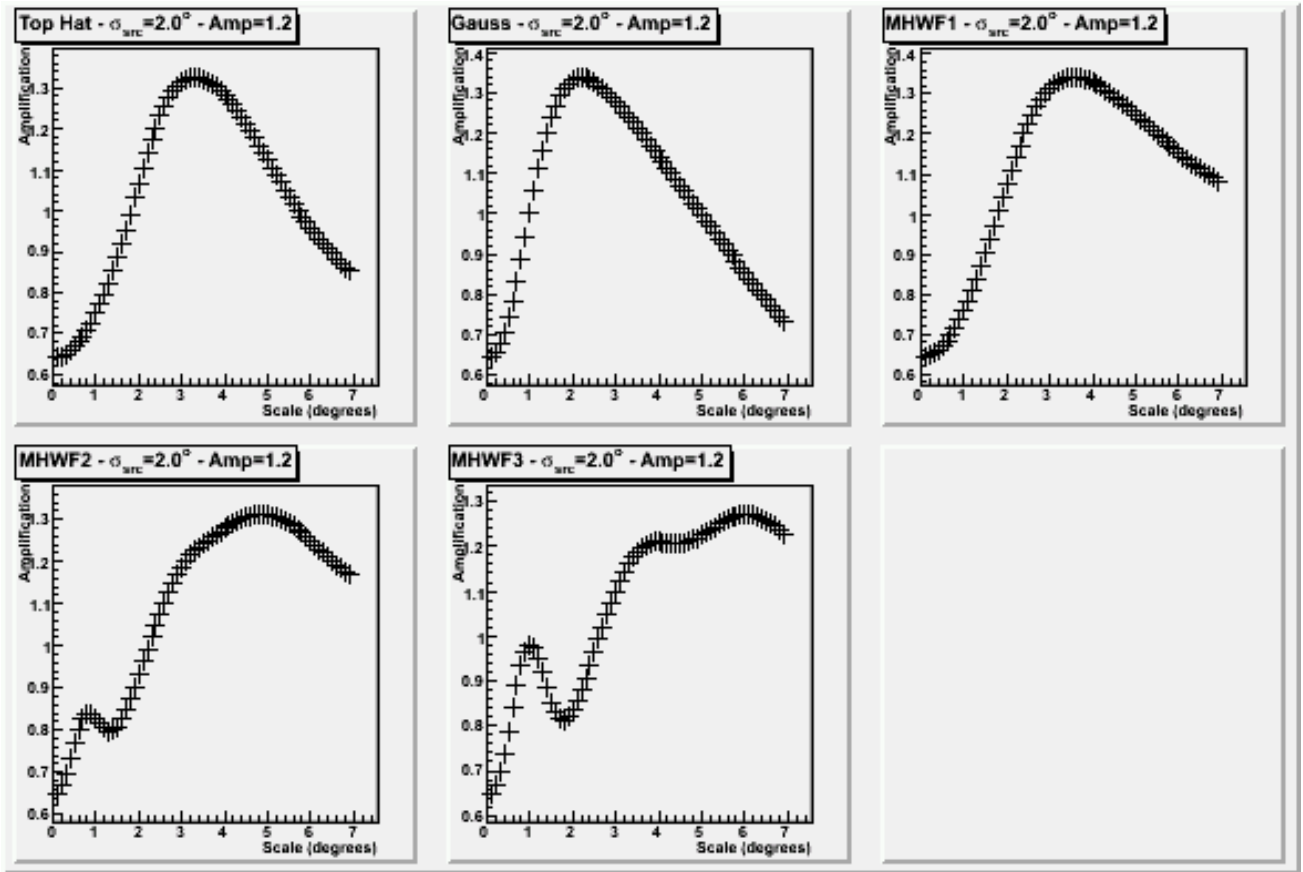 Top Hat - σsrc=2.0° - Amp=1.2
Amplification
1.3
1.2
1.1
1
0.9
0.8
0.7
0.6
0 1 2 3 4 5 6 7
Scale (degrees)
Gauss - σsrc=2.0° - Amp=1.2
Amplification
1.4
1.3
1.2
1.1
1
0.9
0.8
0.7
0.6
0 1 2 3 4 5 6 7
Scale (degrees)
MHWF1 - σsrc=2.0° - Amp=1.2
Amplification
1.4
1.3
1.2
1.1
1
0.9
0.8
0.7
0.6
0 1 2 3 4 5 6 7
Scale (degrees)
MHWF2 - σsrc=2.0° - Amp=1.2
Amplification
1.3
1.2
1.1
1
0.9
0.8
0.7
0.6
0 1 2 3 4 5 6 7
Scale (degrees)
MHWF3 - σsrc=2.0° - Amp=1.2
Amplification
1.3
1.2
1.1
1
0.9
0.8
0.7
0.6
0 1 2 3 4 5 6 7
Scale (degrees)